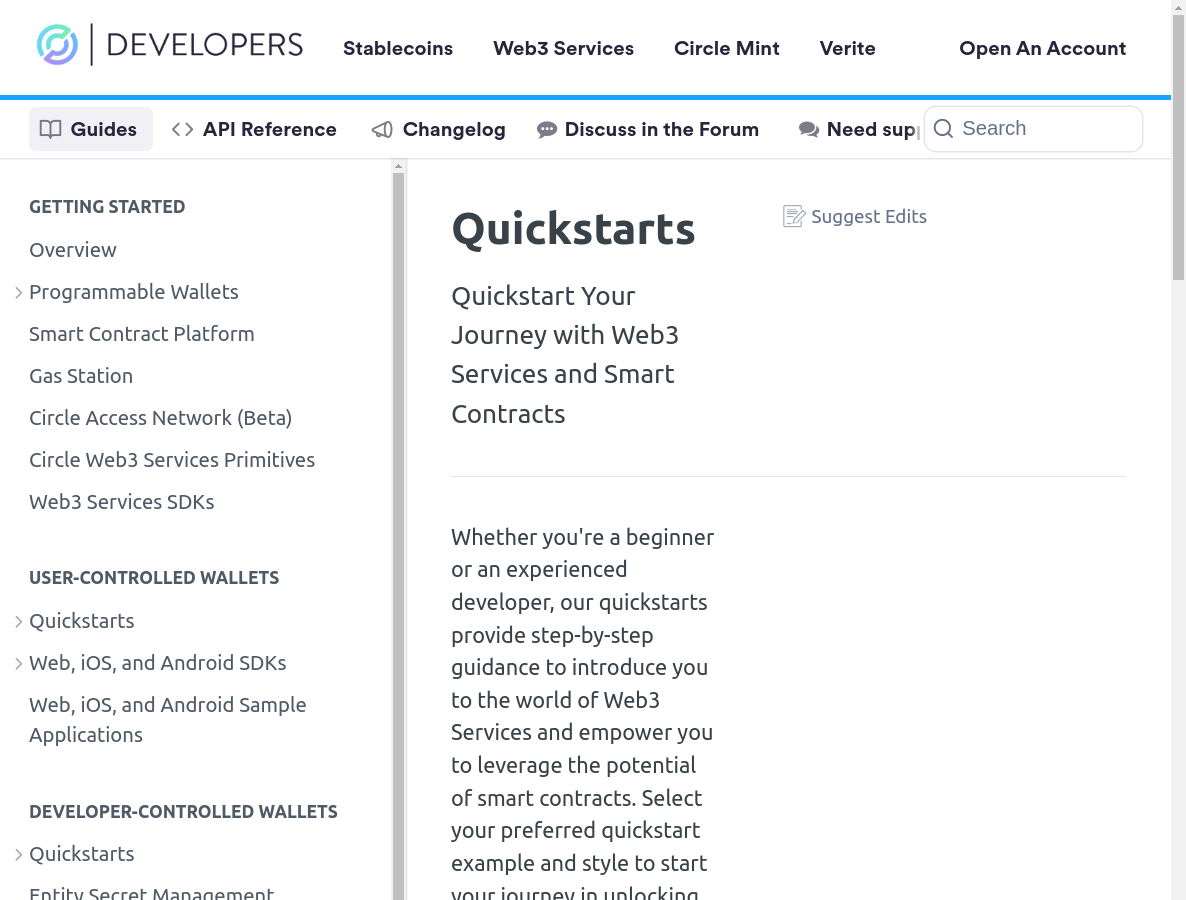 DEVELOPERS
Stablecoins
Web3 Services
Circle Mint
Verite
Open An Account
Guides
API Reference
Changelog
Discuss in the Forum
Need sup
Search
GETTING STARTED
Overview
Programmable Wallets
Smart Contract Platform
Gas Station
Circle Access Network (Beta)
Circle Web3 Services Primitives
Web3 Services SDKs
USER-CONTROLLED WALLETS
Quickstarts
Web, iOS, and Android SDKs
Web, iOS, and Android Sample
Applications
DEVELOPER-CONTROLLED WALLETS
Quickstarts
Entity Secret Management
Quickstarts
Suggest Edits
Quickstart Your
Journey with Web3
Services and Smart
Contracts
Whether you're a beginner
or an experienced
developer, our quickstarts
provide step-by-step
guidance to introduce you
to the world of Web3
Services and empower you
to leverage the potential
of smart contracts. Select
your preferred quickstart
example and style to start
your journey in unlocking